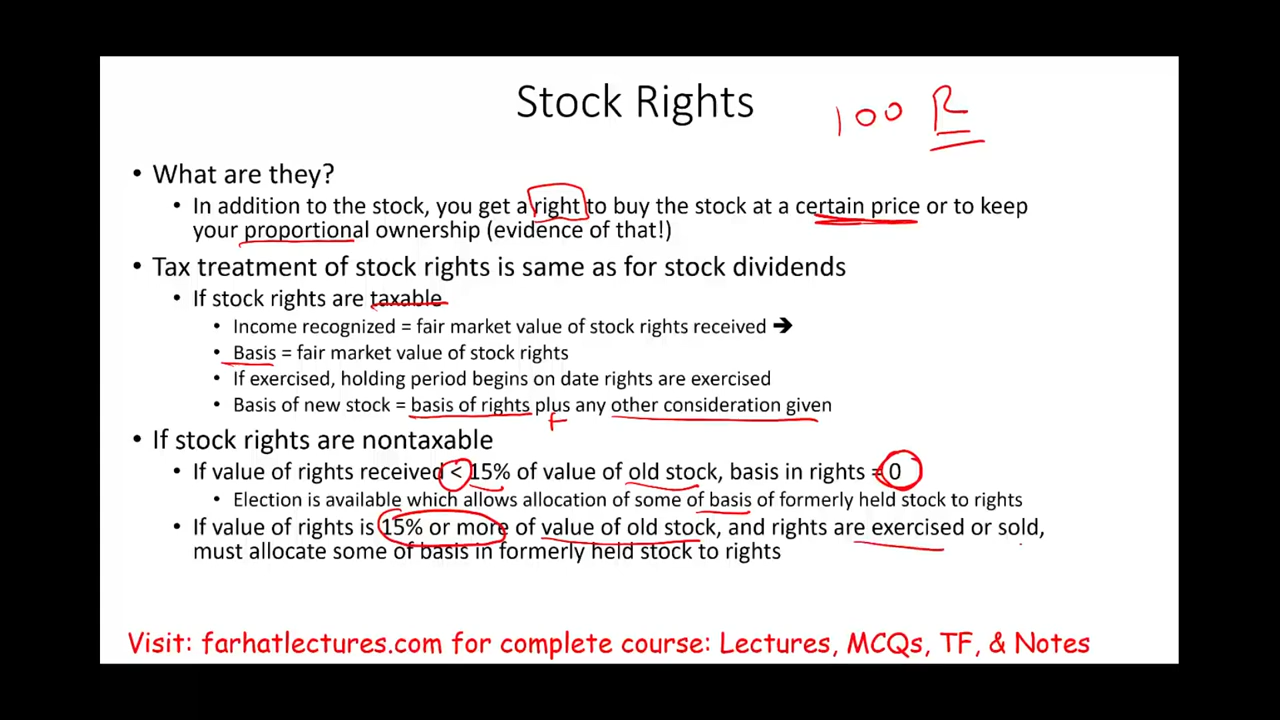 Stock Rights
100 R
• What are they?
• In addition to the stock, you get a right to buy the stock at a certain price or to keep
your proportional ownership (evidence of that!)
• Tax treatment of stock rights is same as for stock dividends
• If stock rights are taxable
• Income recognized = fair market value of stock rights received ➔
• Basis = fair market value of stock rights
• If exercised, holding period begins on date rights are exercised
• Basis of new stock = basis of rights plus any other consideration given
+
• If stock rights are nontaxable
• If value of rights received < 15% of value of old stock, basis in rights = 0
• Election is available which allows allocation of some of basis of formerly held stock to rights
• If value of rights is 15% or more of value of old stock, and rights are exercised or sold,
must allocate some of basis in formerly held stock to rights
Visit: farhatlectures.com for complete course: Lectures, MCQs, TF, & Notes